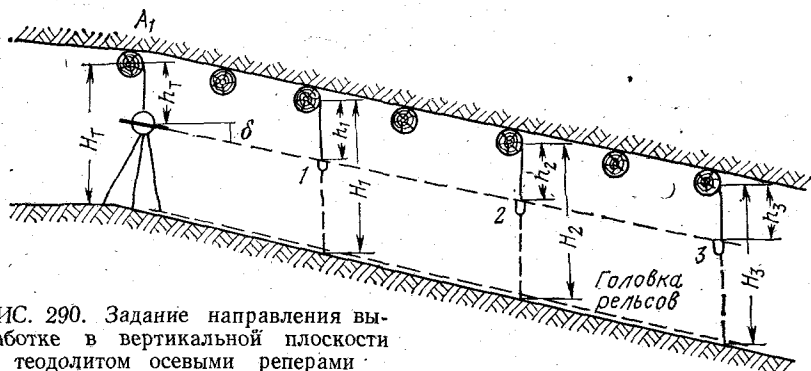 A₁
Hт
hт
δ
h₁
H₁
1
h₂
H₂
2
h₃
H₃
3
Головка
рельсов
ИС. 290. Задание направления вы-
аботке в вертикальной плоскости
теодолитом осевыми реперами